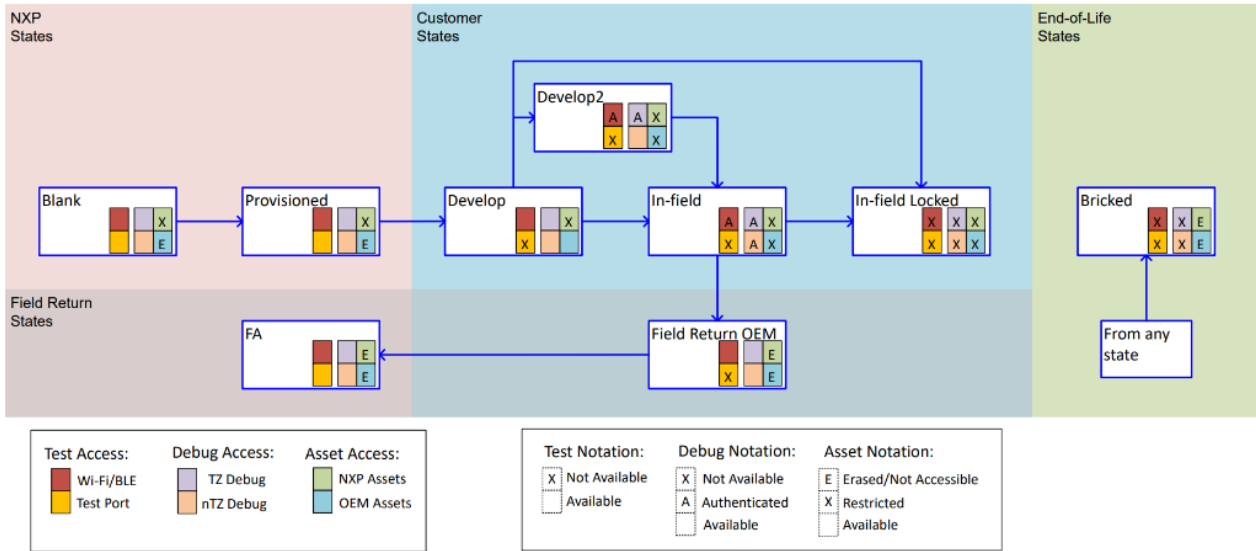 NXP
States
Customer
States
End-of-Life
States
Develop2
A A X
X X
Blank
X
E
Provisioned
X
E
Develop
X
X
In-field
A A X
X A X
In-field Locked
X X X
X X X
Bricked
X X E
X X E
Field Return
States
FA
E
E
Field Return OEM
E
X E
From any
state
Test Access:
Wi-Fi/BLE
Test Port
Debug Access:
TZ Debug
nTZ Debug
Asset Access:
NXP Assets
OEM Assets
Test Notation:
X Not Available
Available
Debug Notation:
X Not Available
A Authenticated
Available
Asset Notation:
E Erased/Not Accessible
X Restricted
Available